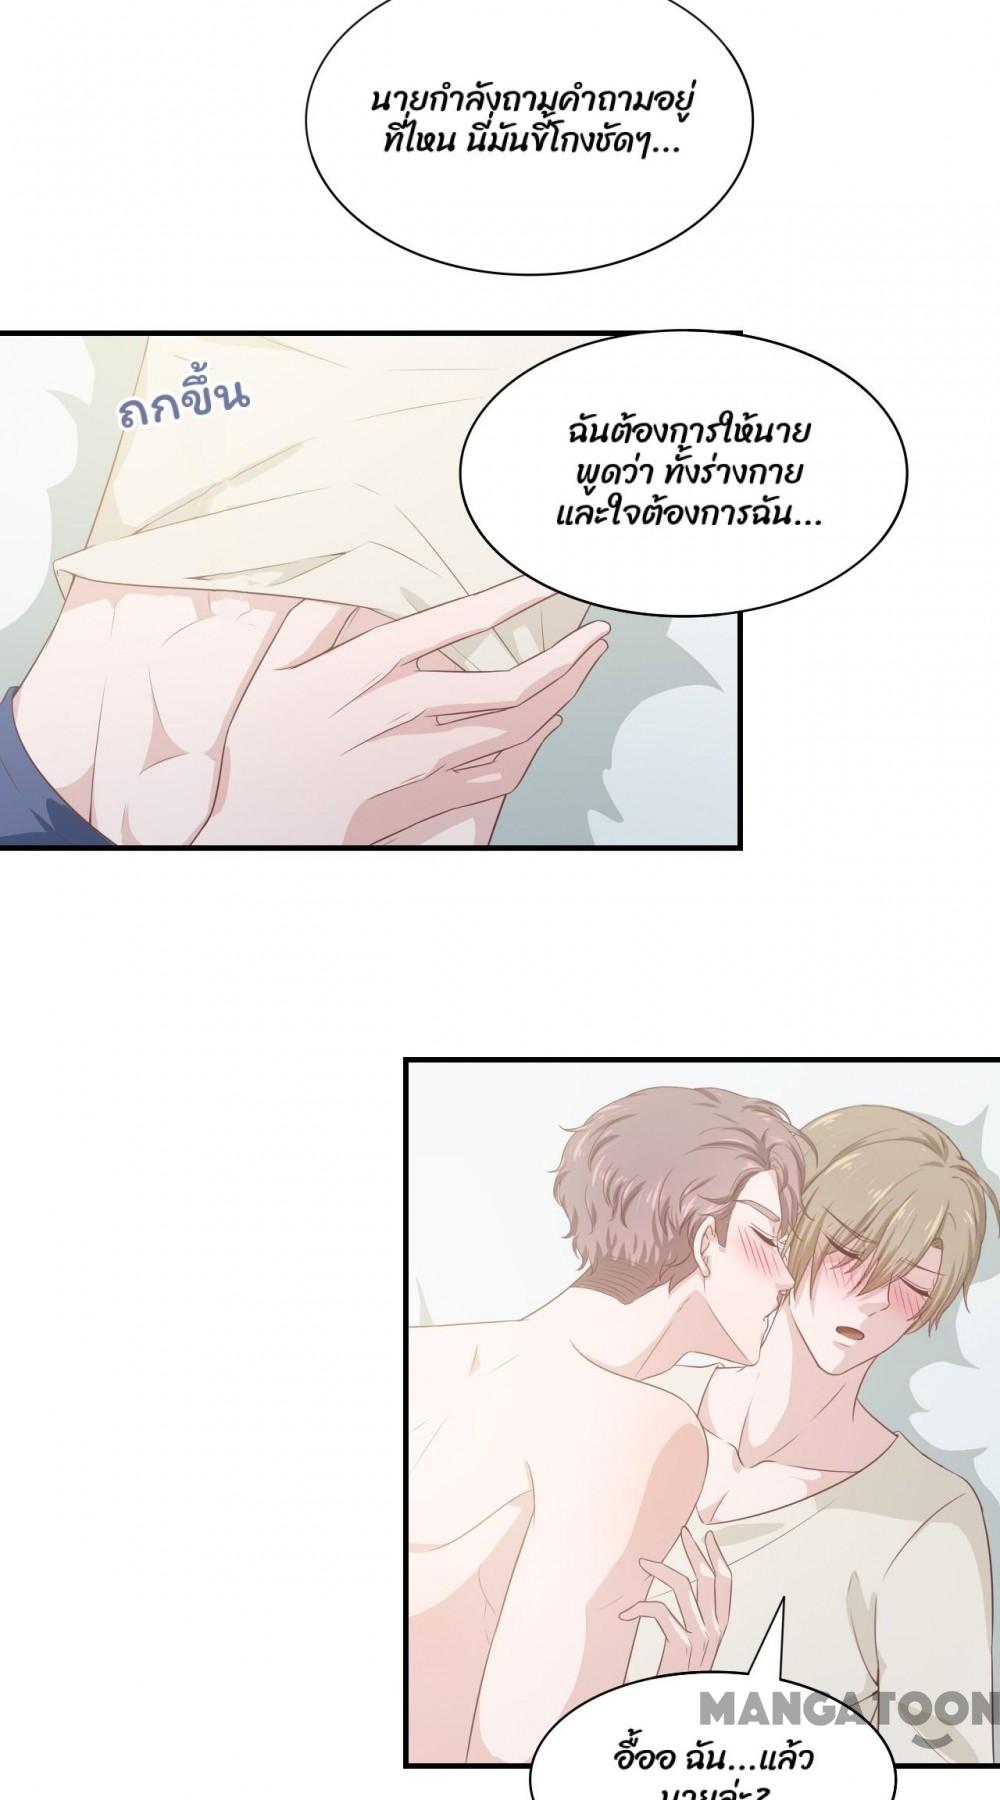 นายกำลังถามคำถามอยู่
ที่ไหน นี่มันขี้โกงชัดๆ...
ถกขึ้น
ฉันต้องการให้นาย
พูดว่า ทั้งร่างกาย
และใจต้องการฉัน...
MANGATOON
อื้ออ ฉัน...แล้ว
นายล่ะ?